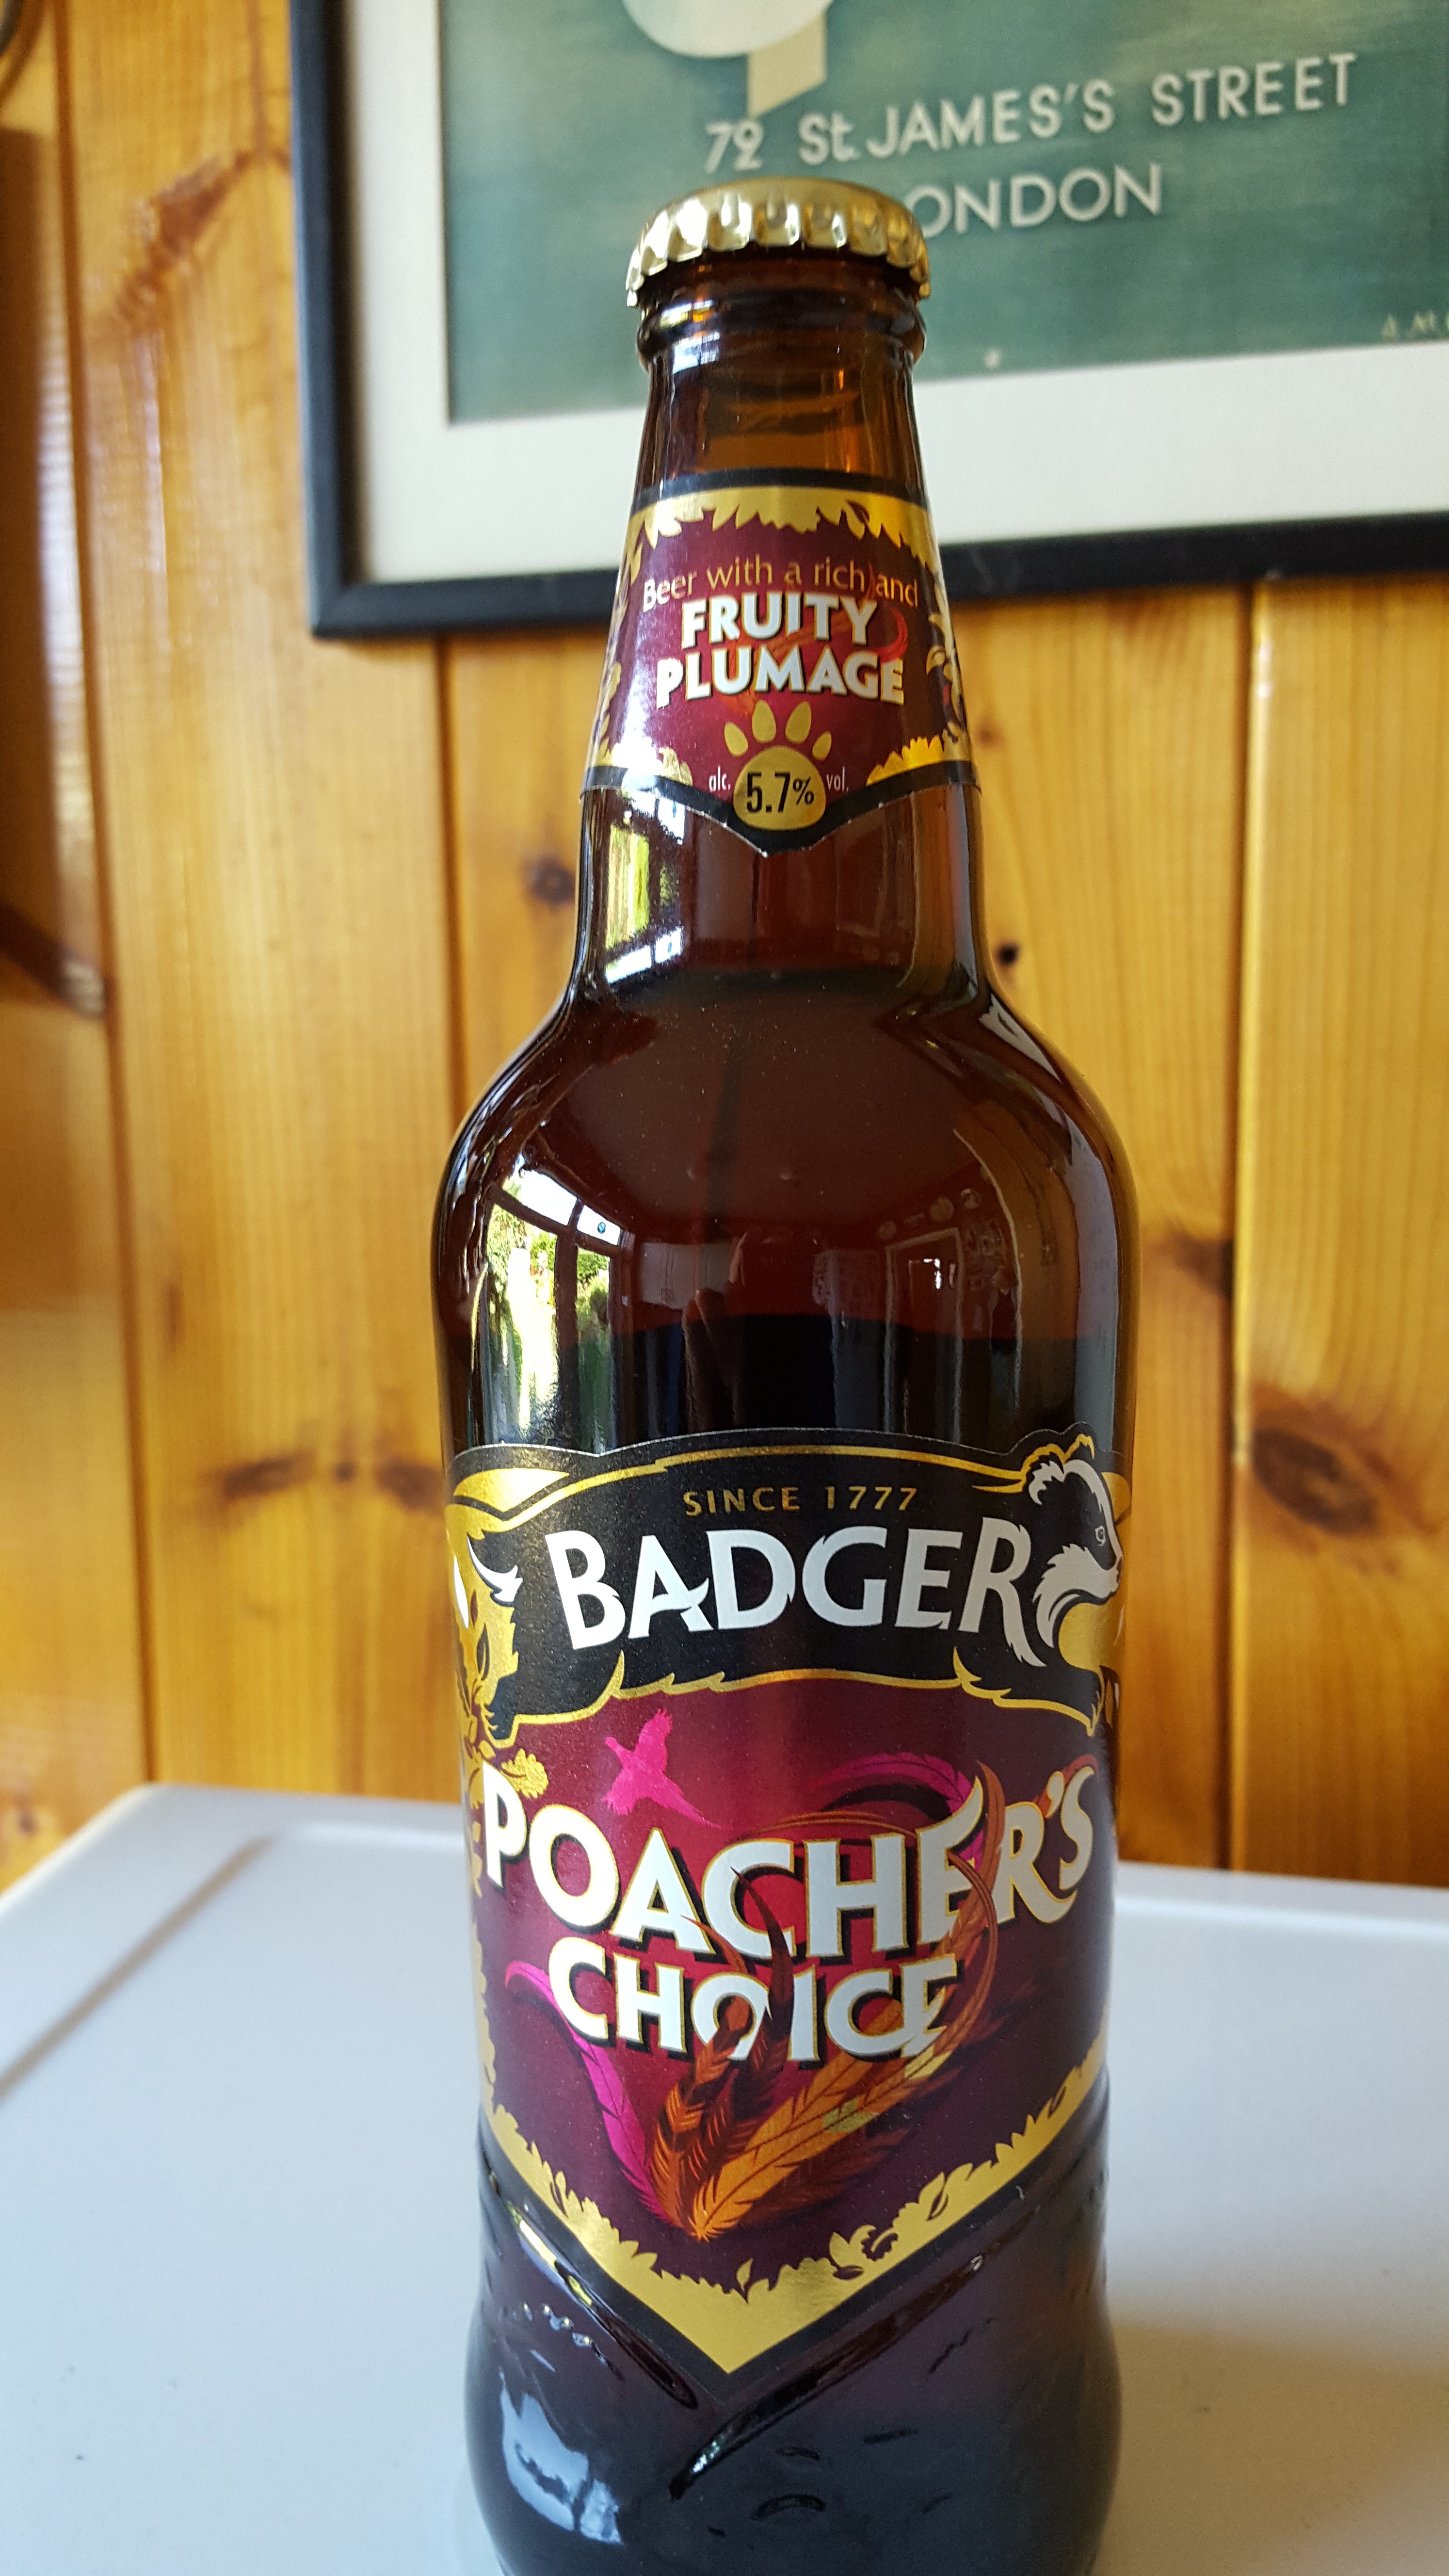 72 St. JAMES'S STREET
ONDON
Beer with a rich and
FRUITY
PLUMAGE
alc. 5.7% vol.
SINCE 1777
BADGER
POACHER'S
CHOICE